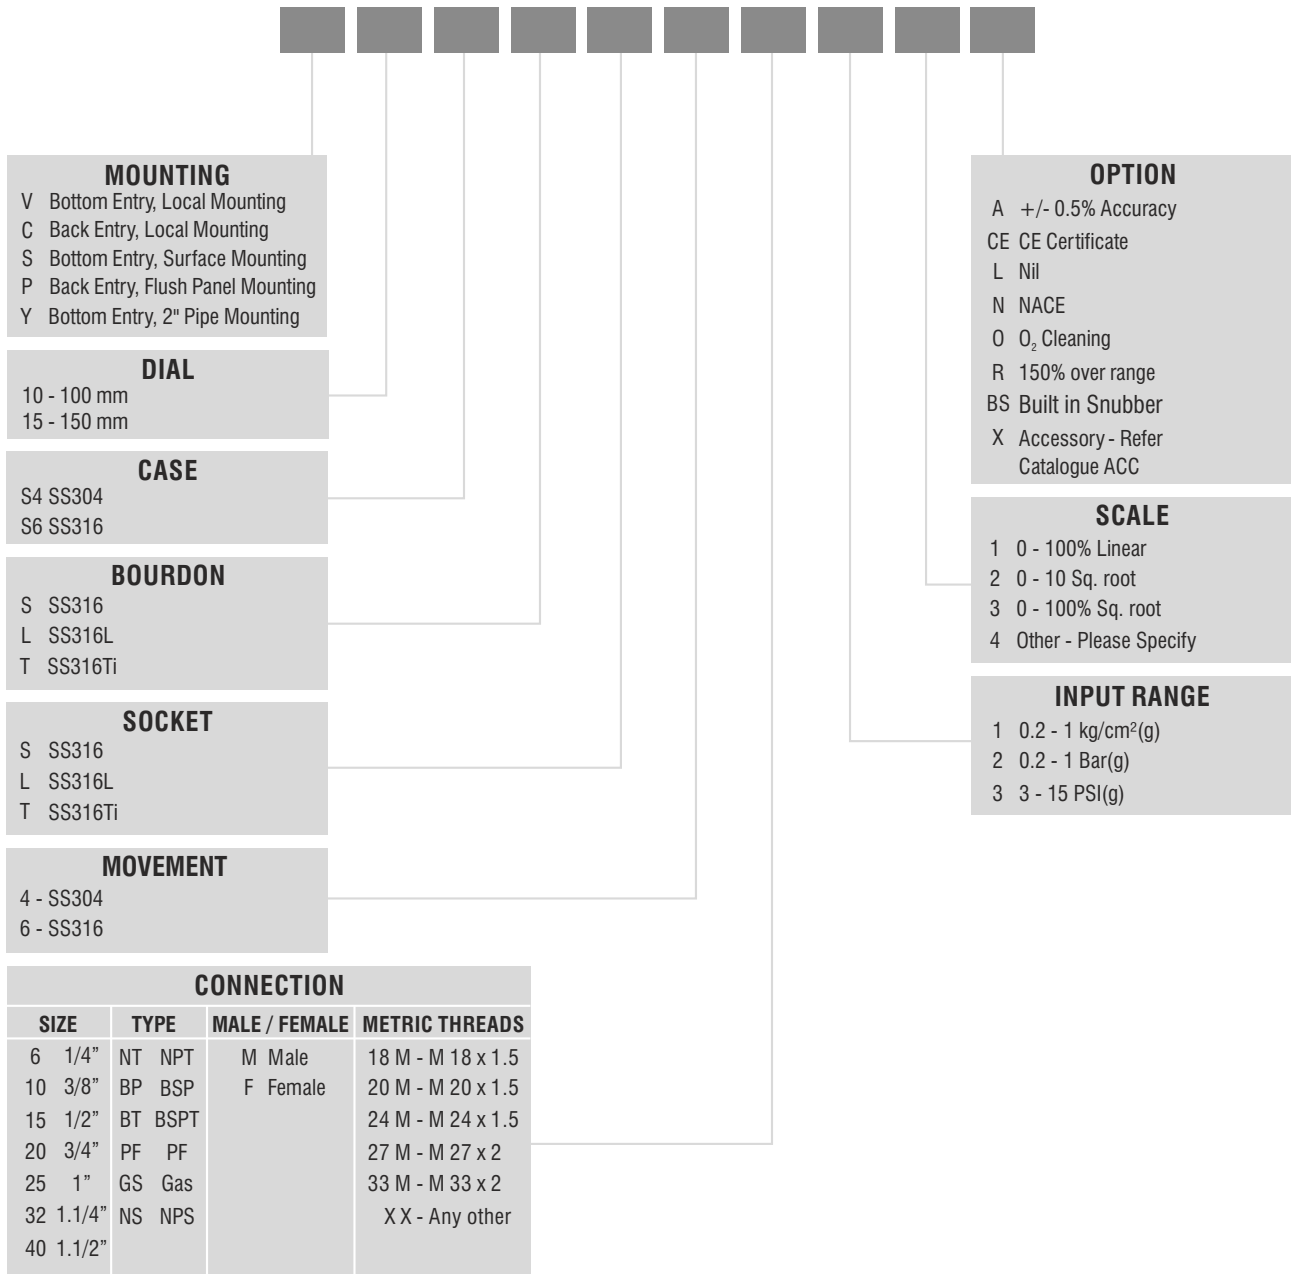 MOUNTING
V Bottom Entry, Local Mounting
C Back Entry, Local Mounting
S Bottom Entry, Surface Mounting
P Back Entry, Flush Panel Mounting
Y Bottom Entry, 2" Pipe Mounting
DIAL
10 - 100 mm
15 - 150 mm
CASE
S4 SS304
S6 SS316
BOURDON
S SS316
L SS316L
T SS316Ti
SOCKET
S SS316
L SS316L
T SS316Ti
MOVEMENT
4 - SS304
6 - SS316
CONNECTION
SIZE TYPE MALE / FEMALE METRIC THREADS
6 1/4” NT NPT M Male 18 M - M 18 x 1.5
10 3/8” BP BSP F Female 20 M - M 20 x 1.5
15 1/2” BT BSPT 24 M - M 24 x 1.5
20 3/4” PF PF 27 M - M 27 x 2
25 1” GS Gas 33 M - M 33 x 2
32 1.1/4” NS NPS X X - Any other
40 1.1/2”
OPTION
A +/- 0.5% Accuracy
CE CE Certificate
L Nil
N NACE
O O₂ Cleaning
R 150% over range
BS Built in Snubber
X Accessory - Refer
Catalogue ACC
SCALE
1 0 - 100% Linear
2 0 - 10 Sq. root
3 0 - 100% Sq. root
4 Other - Please Specify
INPUT RANGE
1 0.2 - 1 kg/cm²(g)
2 0.2 - 1 Bar(g)
3 3 - 15 PSI(g)